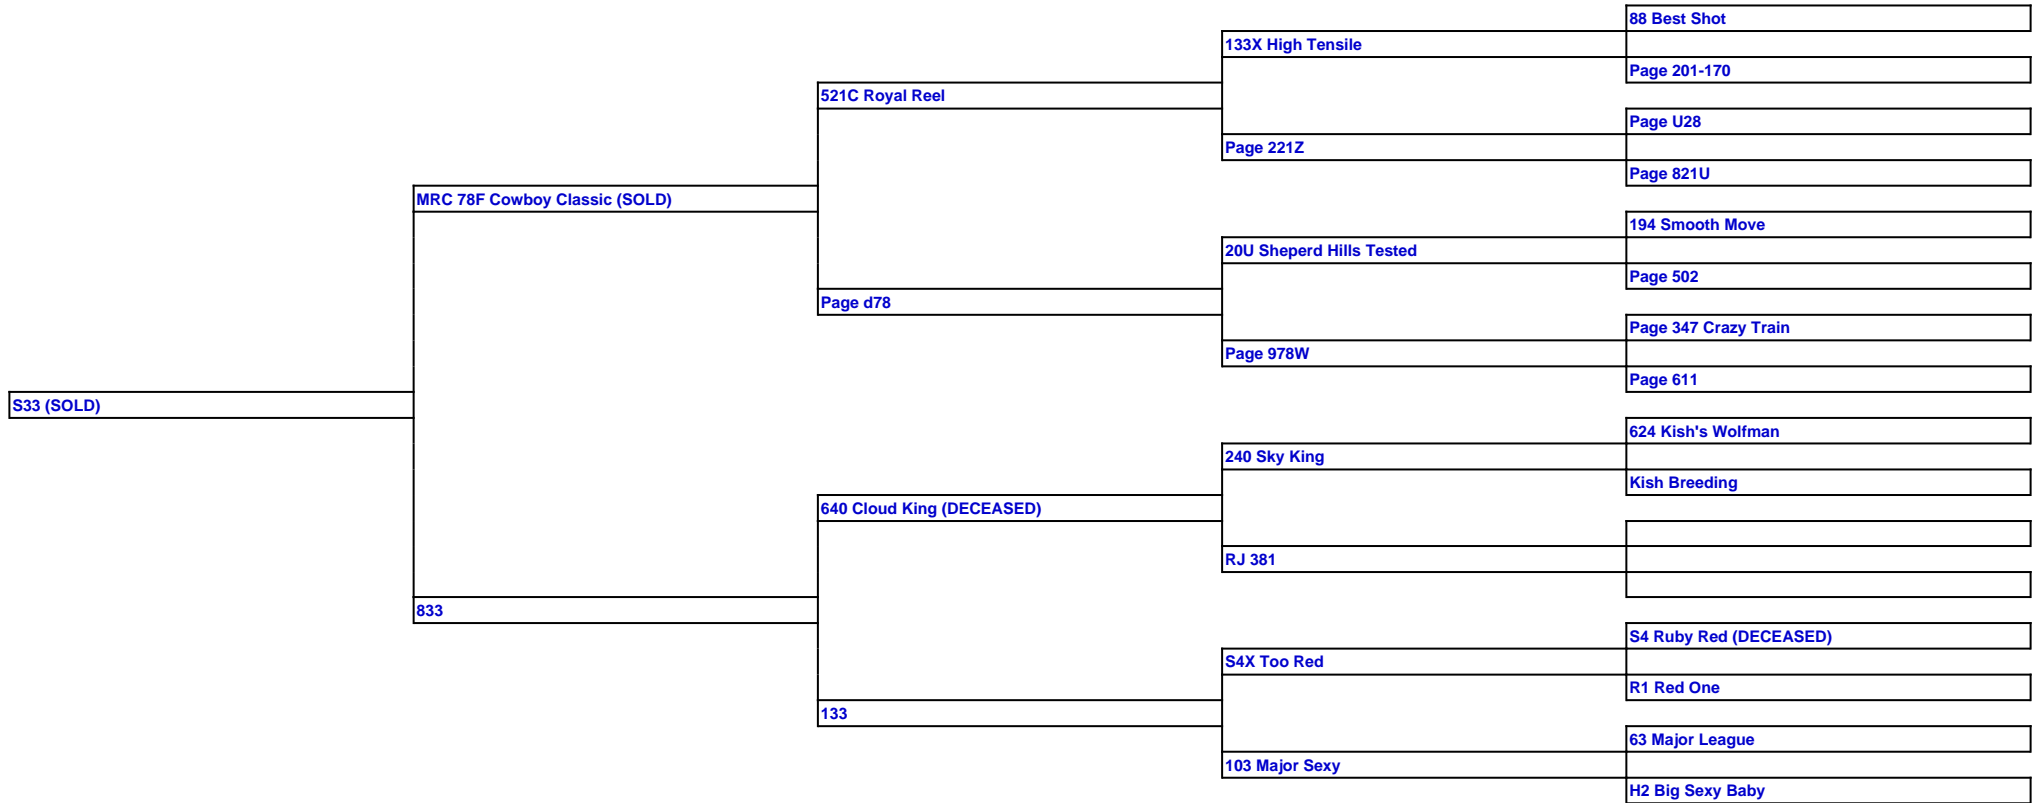 88 Best Shot
133X High Tensile
Page 201-170
521C Royal Reel
Page U28
Page 221Z
Page 821U
MRC 78F Cowboy Classic (SOLD)
194 Smooth Move
20U Sheperd Hills Tested
Page 502
Page d78
Page 347 Crazy Train
Page 978W
Page 611
S33 (SOLD)
624 Kish's Wolfman
240 Sky King
Kish Breeding
640 Cloud King (DECEASED)
RJ 381
833
S4 Ruby Red (DECEASED)
S4X Too Red
R1 Red One
133
63 Major League
103 Major Sexy
H2 Big Sexy Baby